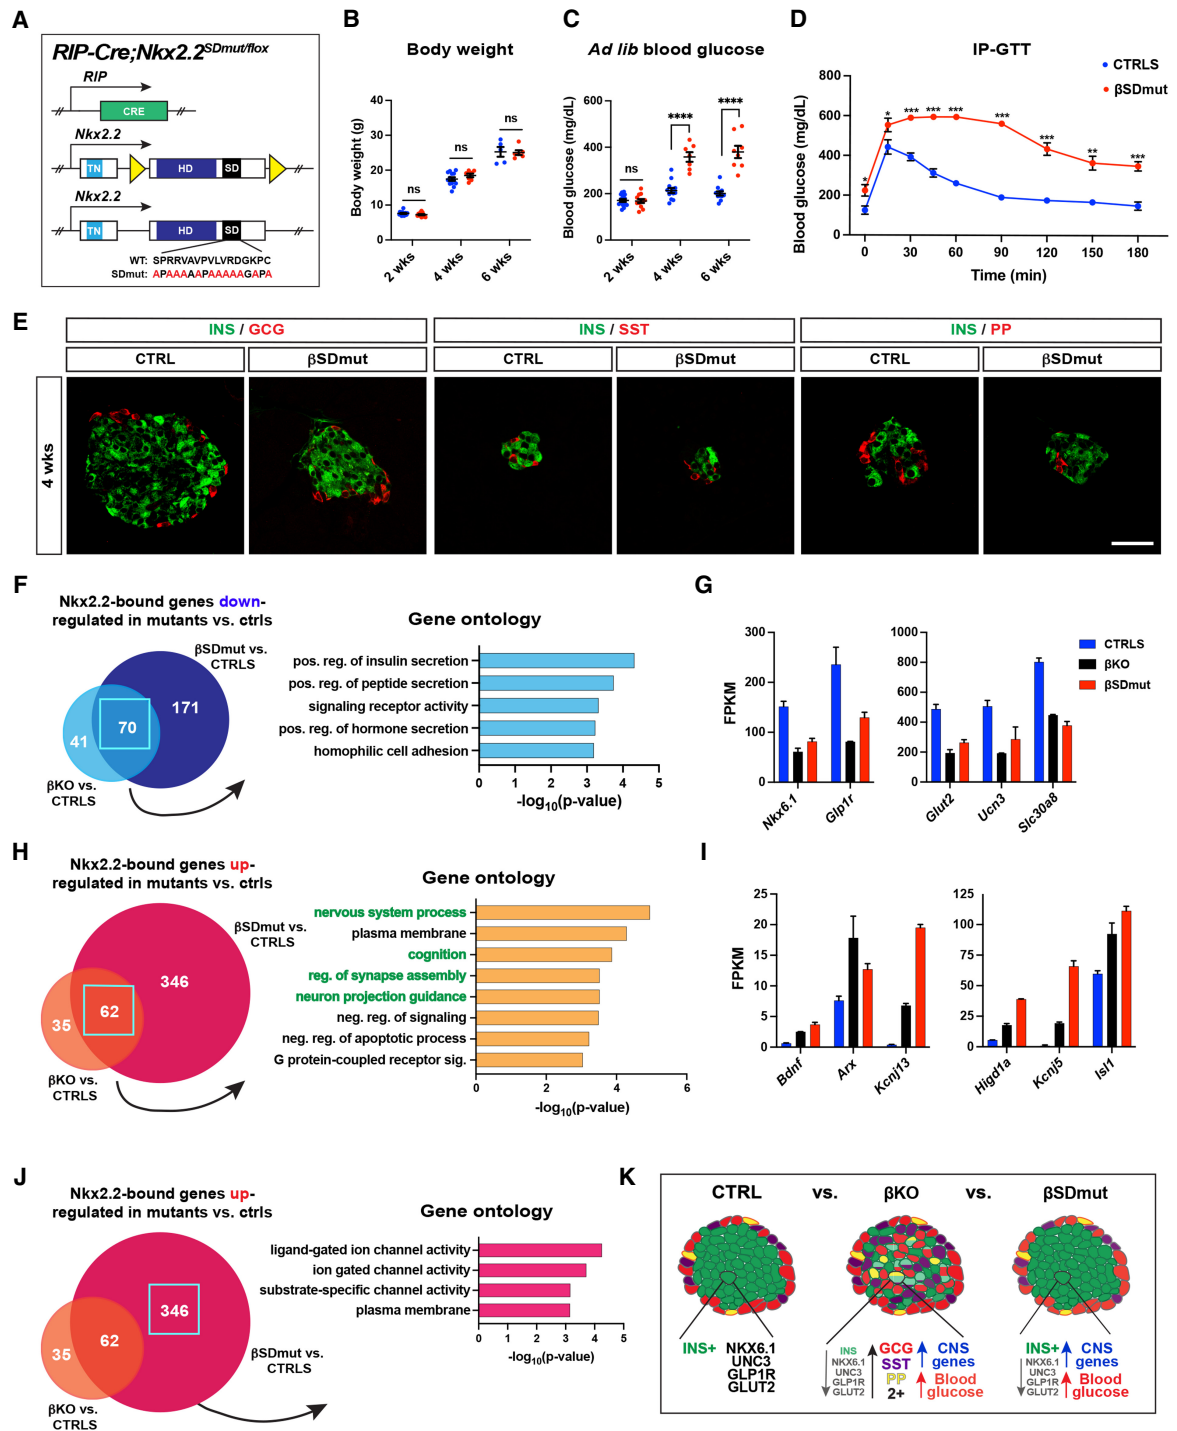 A
RIP-Cre;Nkx2.2SDmut/flox
RIP
CRE
Nkx2.2
TN
HD
SD
Nkx2.2
TN
HD
SD
WT: SPRRVAVPVLVRDGKPC
SDmut: APAAAAPAAAAAGAPA
B
Body weight
Body weight (g)
40
30
20
10
0
ns
ns
ns
2 wks
4 wks
6 wks
C
Ad lib blood glucose
Blood glucose (mg/dL)
600
400
200
0
ns
****
****
2 wks
4 wks
6 wks
D
IP-GTT
CTRLS
βSDmut
Blood glucose (mg/dL)
800
600
400
200
0
*
*
***
***
***
***
***
**
***
0
30
60
90
120
150
180
Time (min)
E
INS / GCG
INS / SST
INS / PP
CTRL
βSDmut
CTRL
βSDmut
CTRL
βSDmut
4 wks
F
Nkx2.2-bound genes down-
regulated in mutants vs. ctrls
βSDmut vs.
CTRLS
171
70
41
βKO vs.
CTRLS
Gene ontology
pos. reg. of insulin secretion
pos. reg. of peptide secretion
signaling receptor activity
pos. reg. of hormone secretion
homophilic cell adhesion
0
1
2
3
4
5
-log10(p-value)
G
FPKM
300
200
100
0
Nkx6.1
Glp1r
1000
800
600
400
200
0
Glut2
Ucn3
Slc30a8
CTRLS
βKO
βSDmut
H
Nkx2.2-bound genes up-
regulated in mutants vs. ctrls
βSDmut vs.
CTRLS
346
62
35
βKO vs.
CTRLS
Gene ontology
nervous system process
plasma membrane
cognition
reg. of synapse assembly
neuron projection guidance
neg. reg. of signaling
neg. reg. of apoptotic process
G protein-coupled receptor sig.
0
2
4
6
-log10(p-value)
I
FPKM
25
20
15
10
5
0
Bdnf
Arx
Kcnj13
125
100
75
50
25
0
Higd1a
Kcnj5
Isl1
J
Nkx2.2-bound genes up-
regulated in mutants vs. ctrls
346
62
35
βSDmut vs.
CTRLS
βKO vs.
CTRLS
Gene ontology
ligand-gated ion channel activity
ion gated channel activity
substrate-specific channel activity
plasma membrane
0
1
2
3
4
5
-log10(p-value)
K
CTRL vs. βKO vs. βSDmut
INS+
NKX6.1
UNC3
GLP1R
GLUT2
INS
NKX6.1
UNC3
GLP1R
GLUT2
GCG
SST
PP
2+
CNS
genes
Blood
glucose
INS+
NKX6.1
UNC3
GLP1R
GLUT2
CNS
genes
Blood
glucose